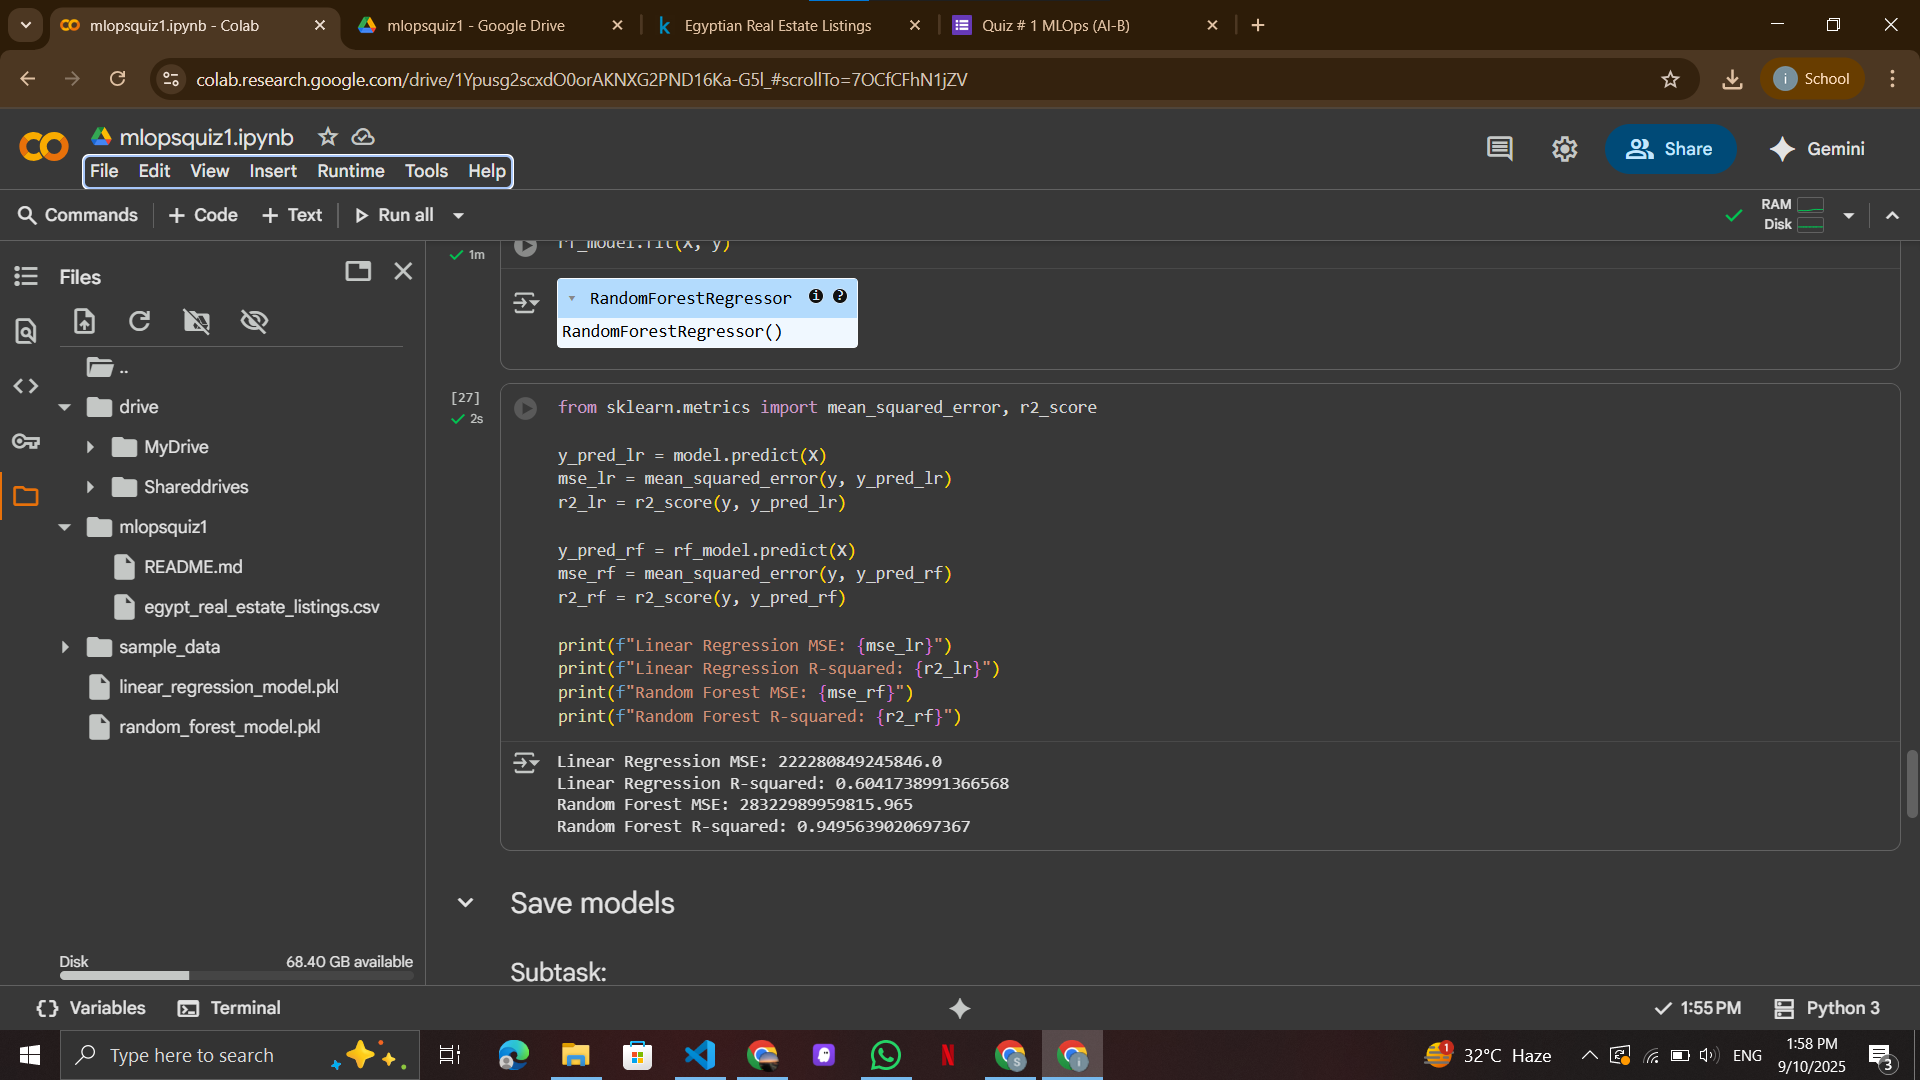 mlopsquiz1.ipynb - Colab
mlopsquiz1 - Google Drive
Egyptian Real Estate Listings
Quiz # 1 MLOps (AI-B)
colab.research.google.com/drive/1Ypusg2scxdO0orAKNXG2PND16Ka-G5l_#scrollTo=7OCfCFhN1jZV
i School
mlopsquiz1.ipynb
File Edit View Insert Runtime Tools Help
Share
Gemini
Commands + Code + Text Run all
RAM
Disk
Files
..
drive
MyDrive
Shareddrives
mlopsquiz1
README.md
egypt_real_estate_listings.csv
sample_data
linear_regression_model.pkl
random_forest_model.pkl
Disk 68.40 GB available
1m
rf_model.fit(X, y)
RandomForestRegressor i ?
RandomForestRegressor()
[27]
2s
from sklearn.metrics import mean_squared_error, r2_score
y_pred_lr = model.predict(X)
mse_lr = mean_squared_error(y, y_pred_lr)
r2_lr = r2_score(y, y_pred_lr)
y_pred_rf = rf_model.predict(X)
mse_rf = mean_squared_error(y, y_pred_rf)
r2_rf = r2_score(y, y_pred_rf)
print(f"Linear Regression MSE: {mse_lr}")
print(f"Linear Regression R-squared: {r2_lr}")
print(f"Random Forest MSE: {mse_rf}")
print(f"Random Forest R-squared: {r2_rf}")
Linear Regression MSE: 222280849245846.0
Linear Regression R-squared: 0.6041738991366568
Random Forest MSE: 28322989959815.965
Random Forest R-squared: 0.9495639020697367
Save models
Subtask:
{} Variables Terminal
1:55 PM Python 3
Type here to search
1 32°C Haze
ENG
1:58 PM
9/10/2025
3